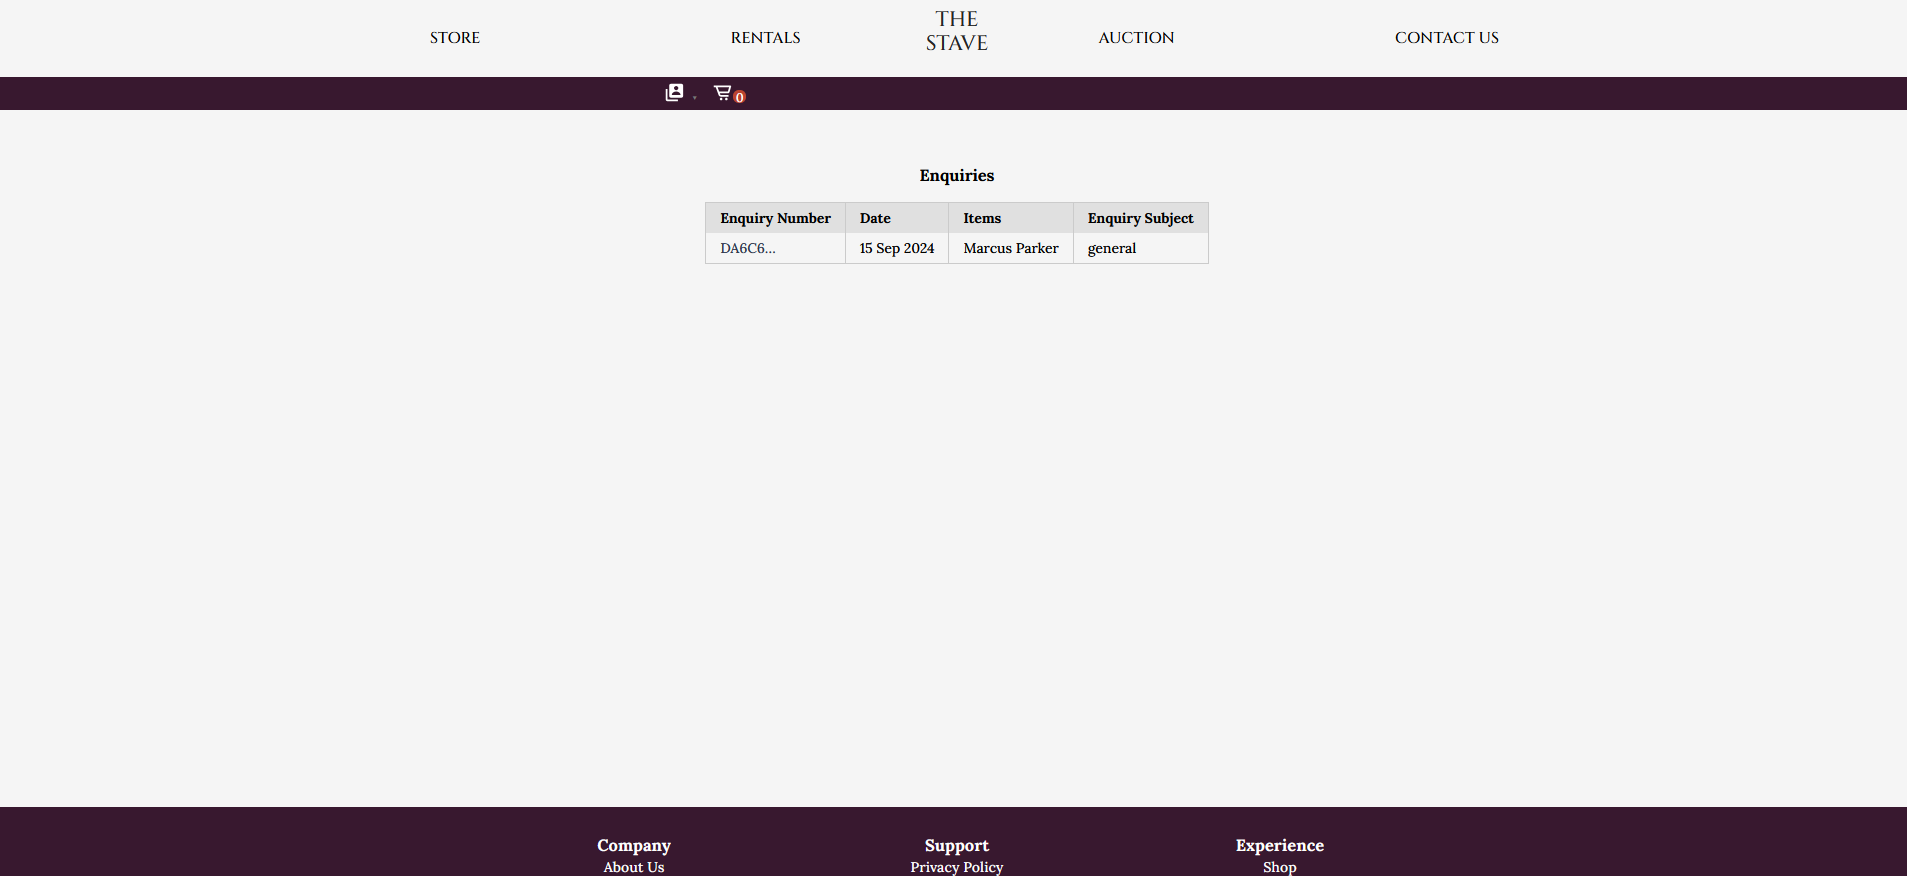 STORE
RENTALS
THE
STAVE
AUCTION
CONTACT US
0
Enquiries
Enquiry Number Date Items Enquiry Subject
DA6C6... 15 Sep 2024 Marcus Parker general
Company Support Experience
About Us Privacy Policy Shop